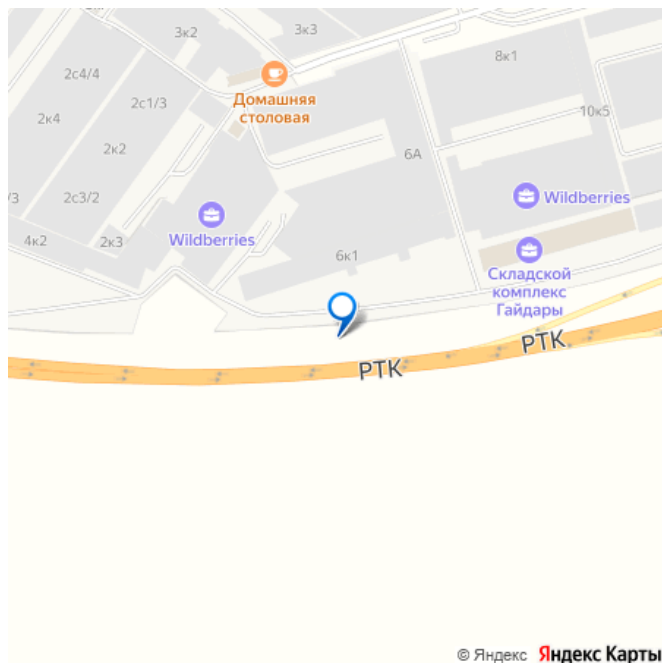 3к2
3к3
2с4/4
8к1
2с1/3
Домашняя
столовая
10к5
2к4
2к2
6А
/3
2с3/2
Wildberries
Wildberries
4к2
2к3
6к1
Складской
комплекс
Гайдары
РТК
РТК
© Яндекс Яндекс Карты